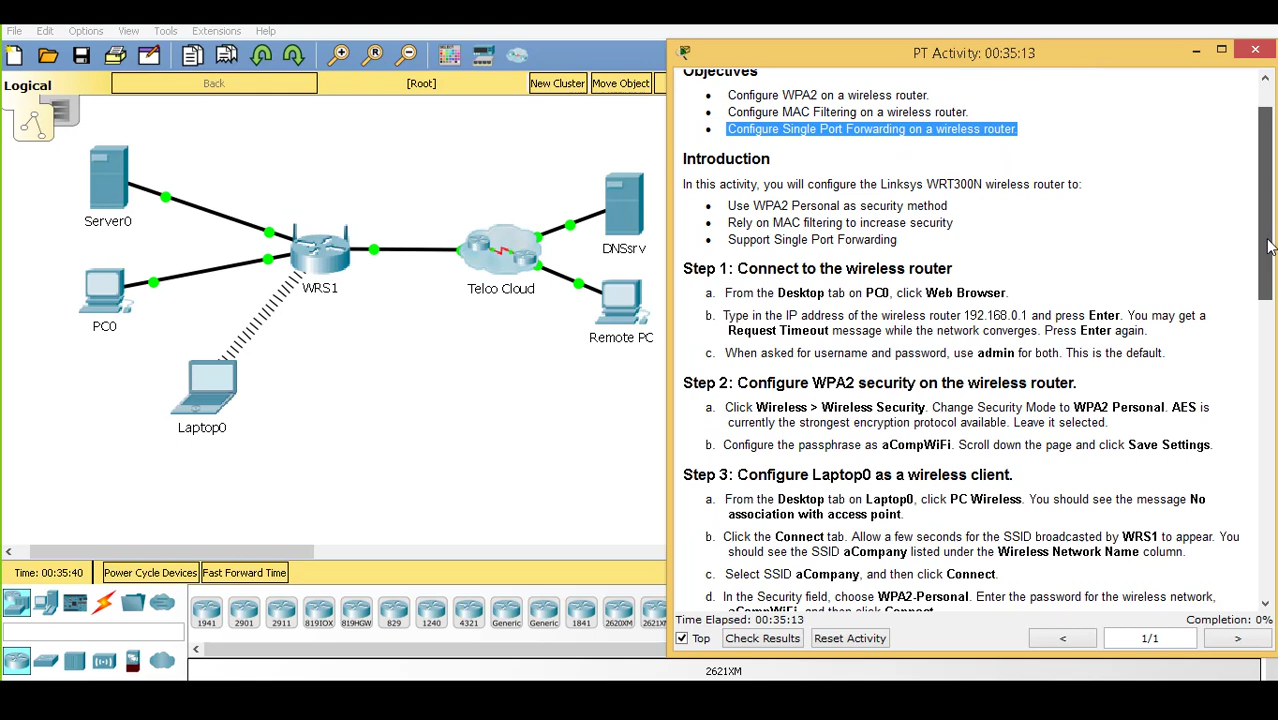 File Edit Options View Tools Extensions Help
PT Activity: 00:35:13
Logical
Back
[Root]
New Cluster
Move Object
Server0
PC0
WRS1
Laptop0
Telco Cloud
DNSsrv
Remote PC
Objectives
• Configure WPA2 on a wireless router.
• Configure MAC Filtering on a wireless router.
• Configure Single Port Forwarding on a wireless router.
Introduction
In this activity, you will configure the Linksys WRT300N wireless router to:
• Use WPA2 Personal as security method
• Rely on MAC filtering to increase security
• Support Single Port Forwarding
Step 1: Connect to the wireless router
a. From the Desktop tab on PC0, click Web Browser.
b. Type in the IP address of the wireless router 192.168.0.1 and press Enter. You may get a
Request Timeout message while the network converges. Press Enter again.
c. When asked for username and password, use admin for both. This is the default.
Step 2: Configure WPA2 security on the wireless router.
a. Click Wireless > Wireless Security. Change Security Mode to WPA2 Personal. AES is
currently the strongest encryption protocol available. Leave it selected.
b. Configure the passphrase as aCompWiFi. Scroll down the page and click Save Settings.
Step 3: Configure Laptop0 as a wireless client.
a. From the Desktop tab on Laptop0, click PC Wireless. You should see the message No
association with access point.
b. Click the Connect tab. Allow a few seconds for the SSID broadcasted by WRS1 to appear. You
should see the SSID aCompany listed under the Wireless Network Name column.
c. Select SSID aCompany, and then click Connect.
d. In the Security field, choose WPA2-Personal. Enter the password for the wireless network,
aCompWiFi, and then click Connect.
Time Elapsed: 00:35:13
Completion: 0%
Top
Check Results
Reset Activity
<
1/1
>
Time: 00:35:40
Power Cycle Devices
Fast Forward Time
1941 2901 2911 819IOX 819HGW 829 1240 4321 Generic Generic 1841 2620XM 2621XM
2621XM